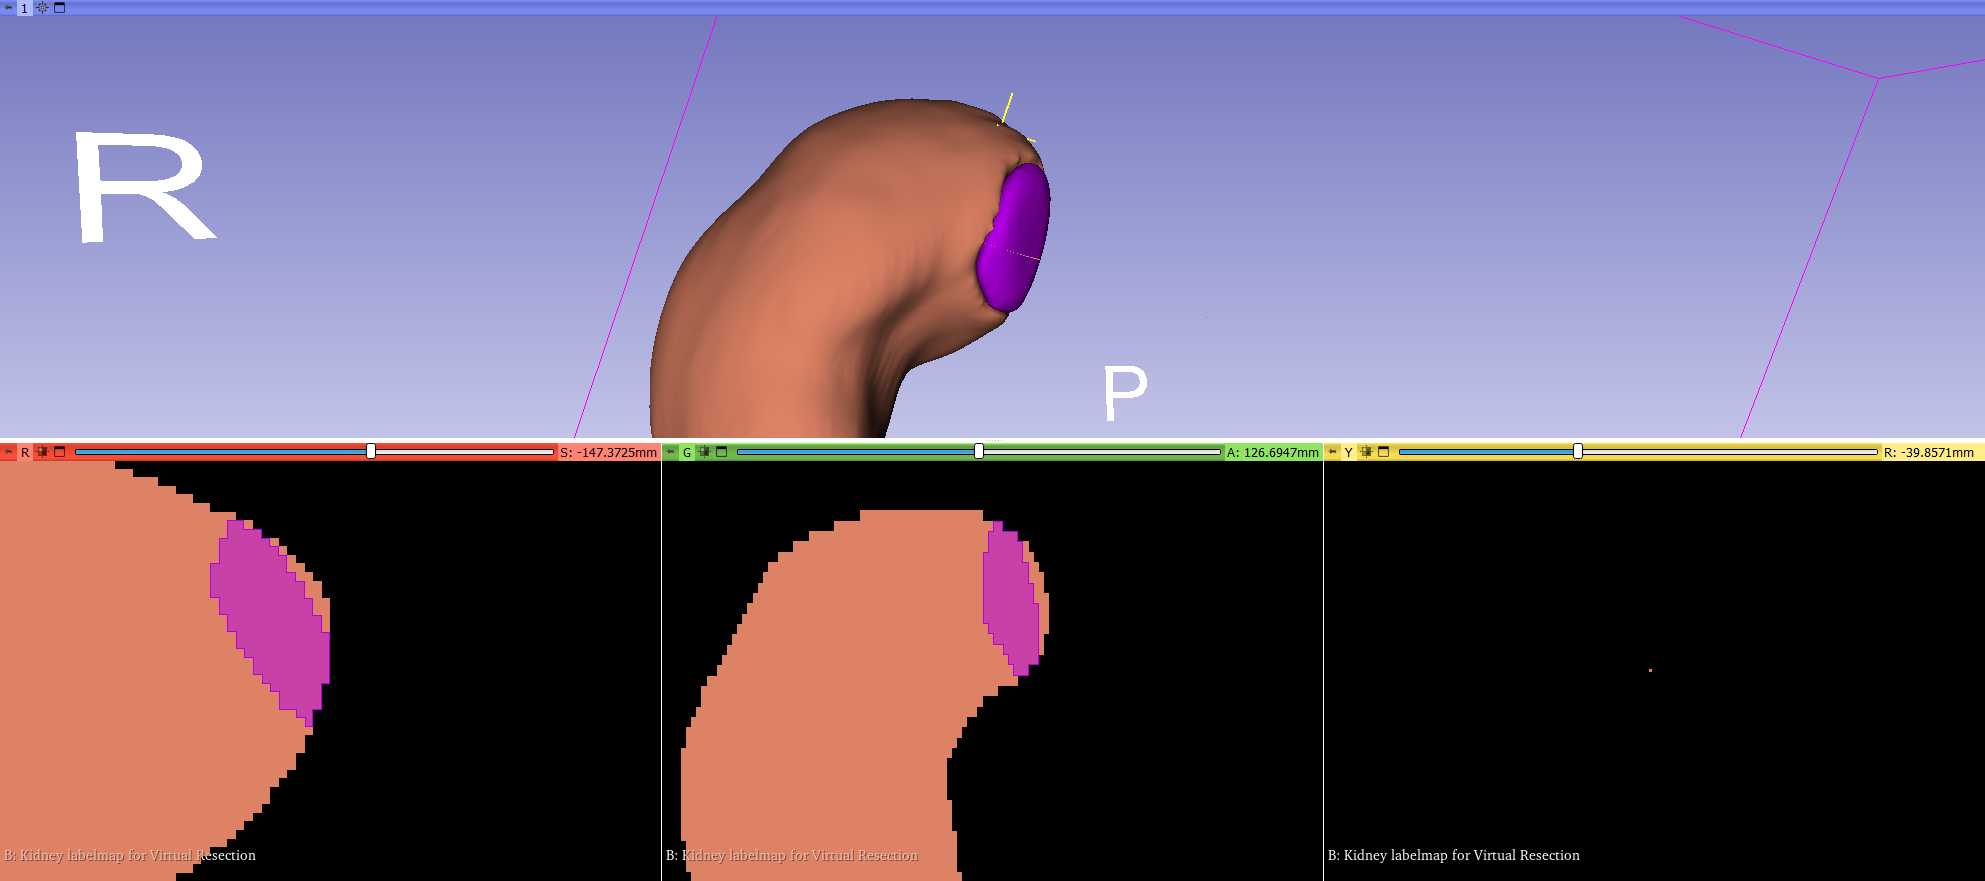 1
R
P
R S: -147.3725mm
G A: 126.6947mm
Y R: -39.8571mm
B: Kidney labelmap for Virtual Resection
B: Kidney labelmap for Virtual Resection
B: Kidney labelmap for Virtual Resection